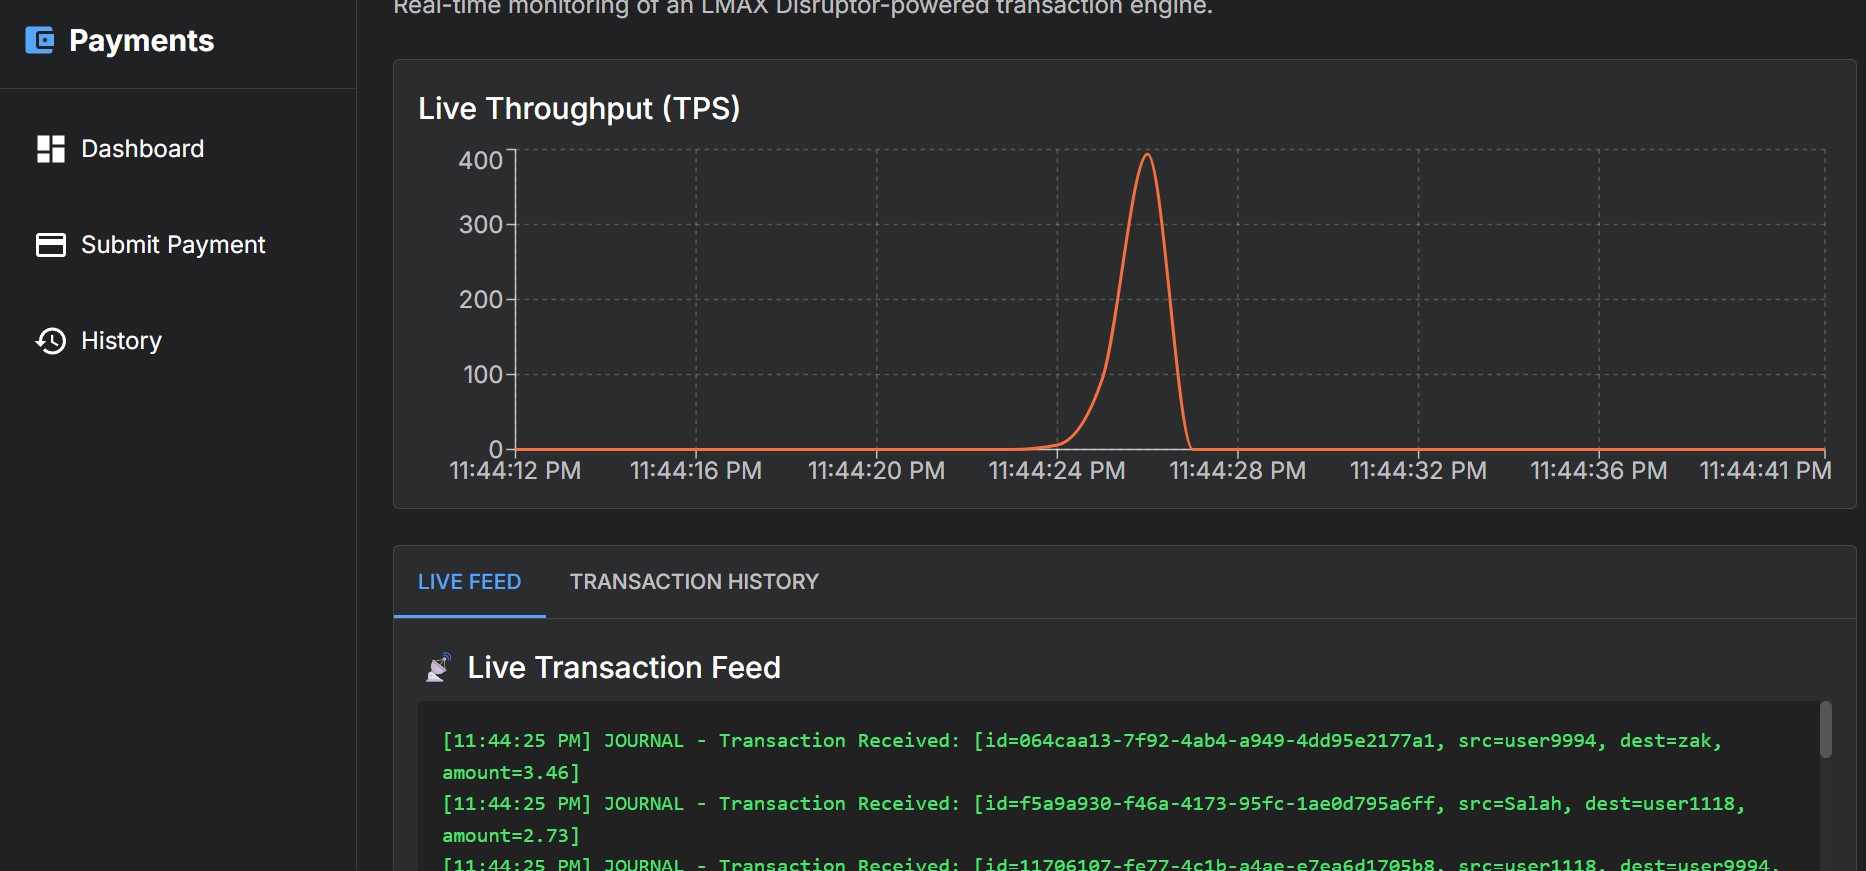 Real-time monitoring of an LMAX Disruptor-powered transaction engine.
Payments
Dashboard
Submit Payment
History
Live Throughput (TPS)
400
300
200
100
0
11:44:12 PM 11:44:16 PM 11:44:20 PM 11:44:24 PM 11:44:28 PM 11:44:32 PM 11:44:36 PM 11:44:41 PM
LIVE FEED TRANSACTION HISTORY
Live Transaction Feed
[11:44:25 PM] JOURNAL - Transaction Received: [id=064caa13-7f92-4ab4-a949-4dd95e2177a1, src=user9994, dest=zak,
amount=3.46]
[11:44:25 PM] JOURNAL - Transaction Received: [id=f5a9a930-f46a-4173-95fc-1ae0d795a6ff, src=Salah, dest=user1118,
amount=2.73]
[11:44:25 PM] JOURNAL - Transaction Received: [id=11706107-fe77-4c1b-a4ae-e7ea6d1705b8, src=user1118, dest=user9994,